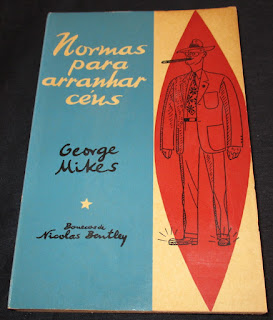 Normas
para
arranhar
céus
George
Mikes
Bonecos de
Nicolas Bentley